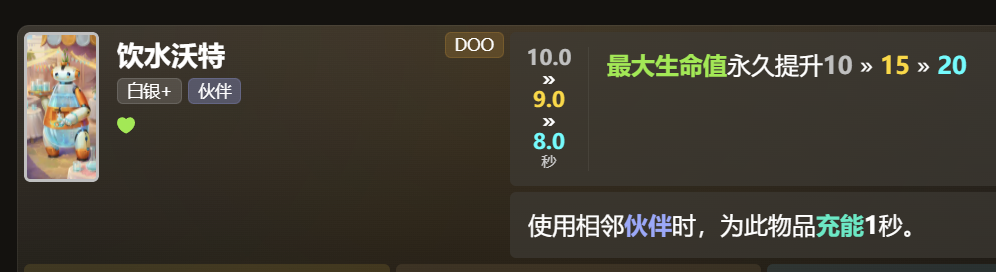 饮水沃特
DOO
白银+ 伙伴
10.0
»
9.0
»
8.0
秒
最大生命值永久提升10 » 15 » 20
使用相邻伙伴时，为此物品充能1秒。